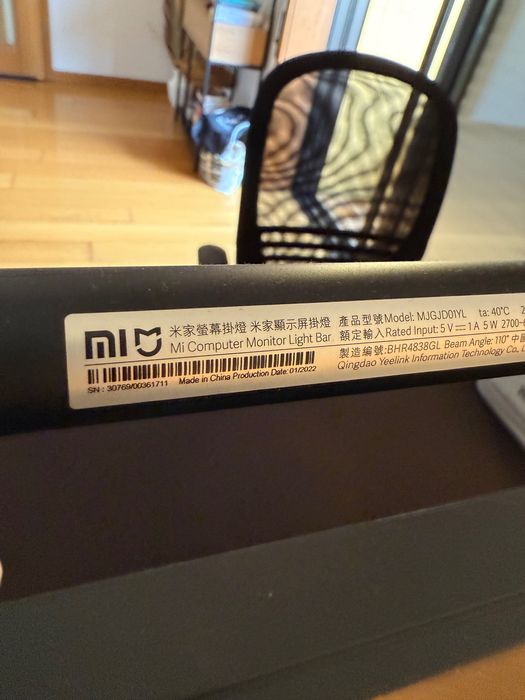 米家螢幕掛燈 米家顯示屏掛燈
Mi Computer Monitor Light Bar
SN : 30769/00361711 Made in China Production Date: 01/2022
產品型號Model: MJGJD01YL ta: 40°C
額定輸入Rated Input: 5V⎓1A 5W 2700-
製造編號:BHR4838GL Beam Angle: 110° 中國
Qingdao Yeelink Information Technology Co.,